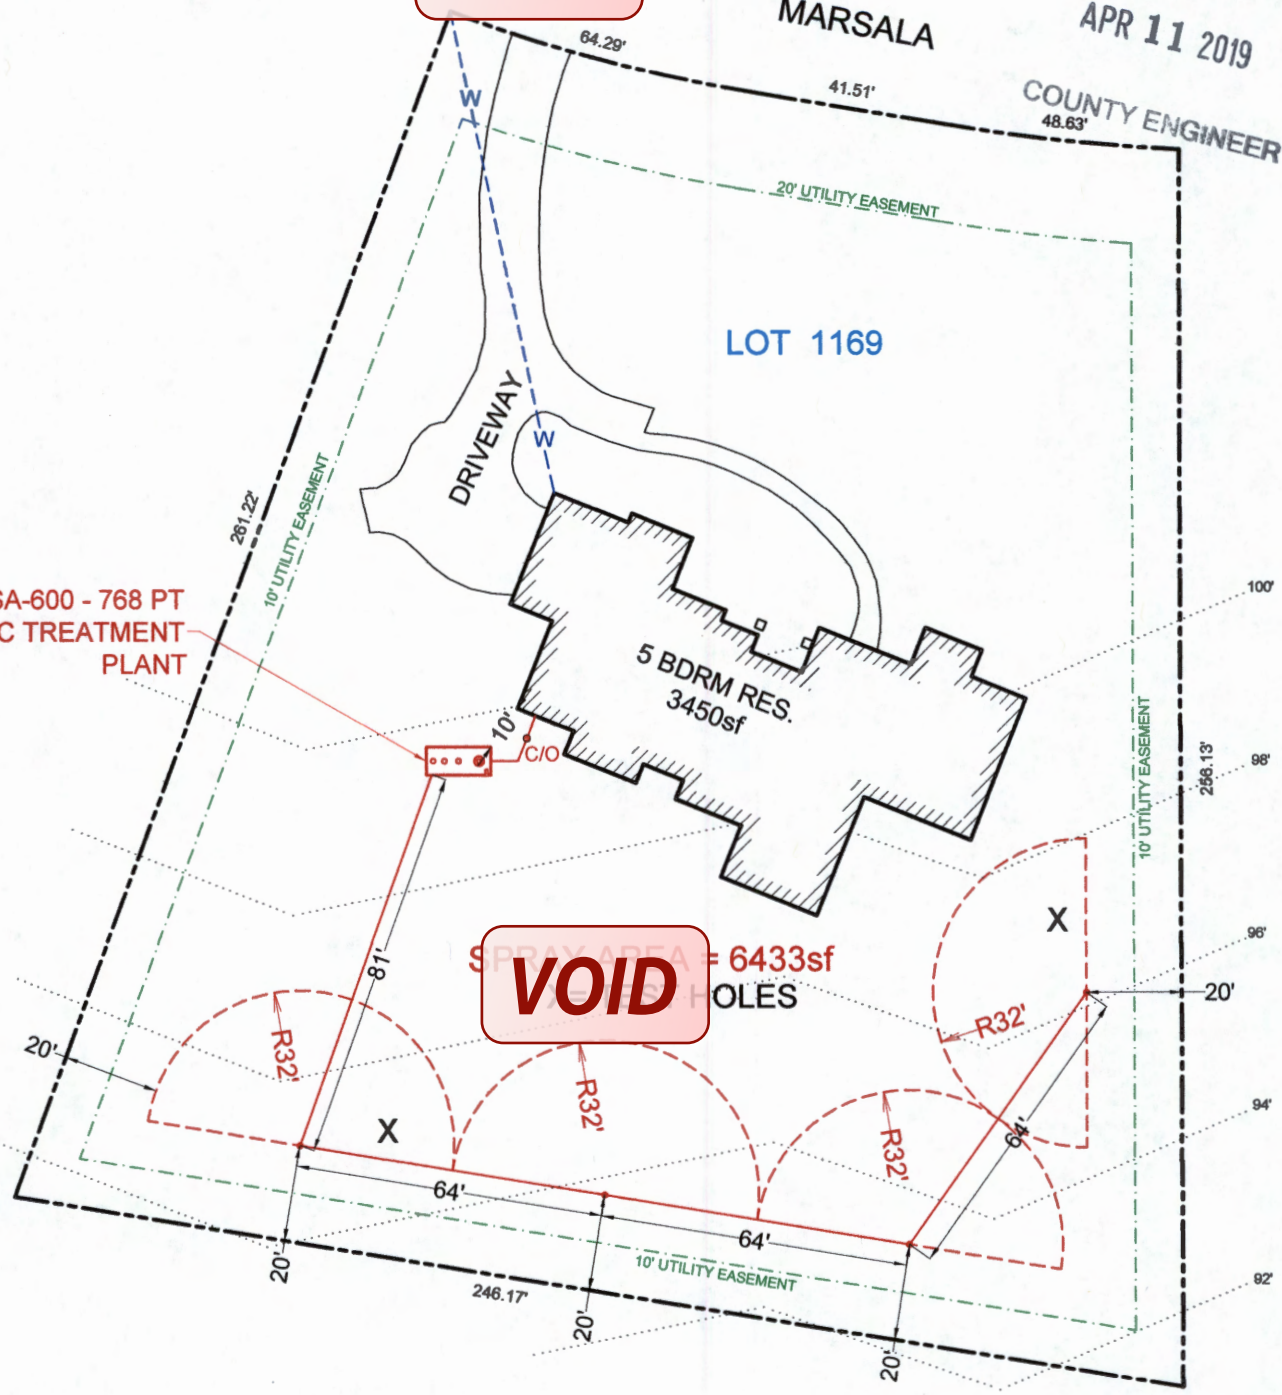 MARSALA
APR 11 2019
COUNTY ENGINEER
64.29'
41.51'
48.63'
W
20' UTILITY EASEMENT
LOT 1169
DRIVEWAY
W
261.22'
10' UTILITY EASEMENT
100'
SA-600 - 768 PT
C TREATMENT
PLANT
5 BDRM RES.
3450sf
10'
C/O
10' UTILITY EASEMENT
256.13'
98'
X
96'
= 6433sf
VOID
HOLES
81'
20'
R32'
20'
R32'
R32'
R32'
X
64'
94'
64'
64'
10' UTILITY EASEMENT
92'
20'
246.17'
20'
20'